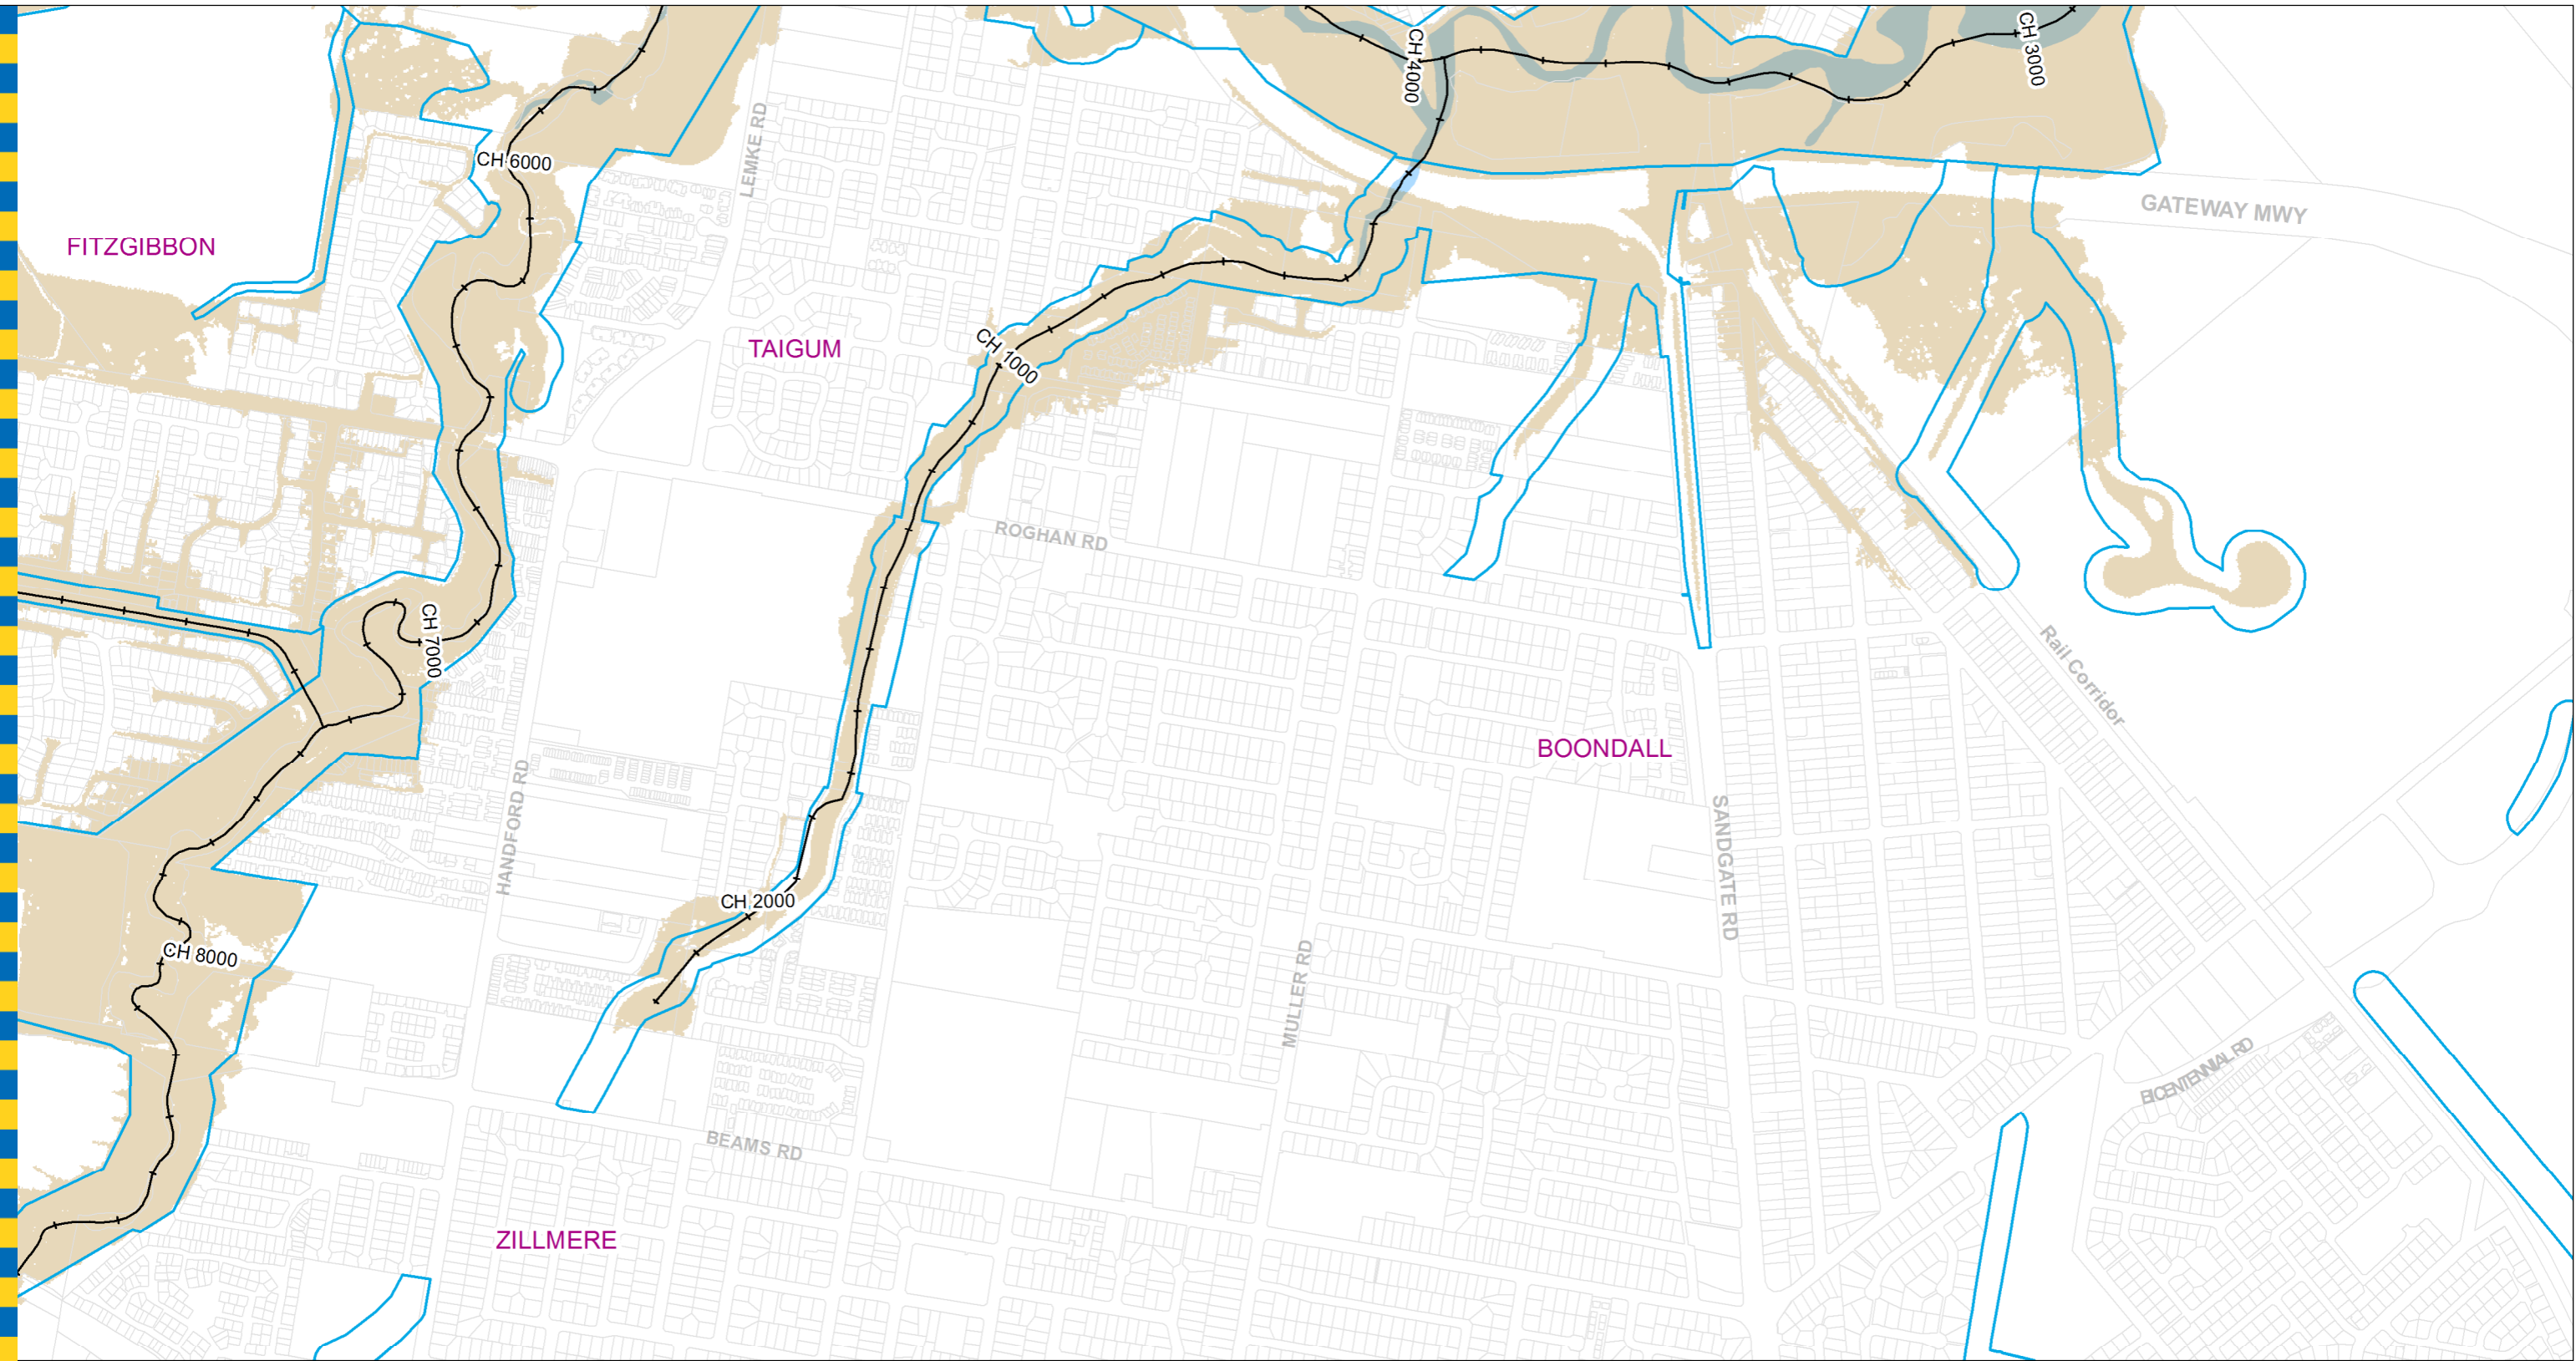 CH 4000
CH 3000
LEMKE RD
CH 6000
GATEWAY MWY
FITZGIBBON
TAIGUM
CH 1000
ROGHAN RD
CH 7000
Rail Corridor
BOONDALL
HANDFORD RD
SANDGATE RD
CH 2000
CH 8000
MULLER RD
BICENTENNIAL RD
BEAMS RD
ZILLMERE